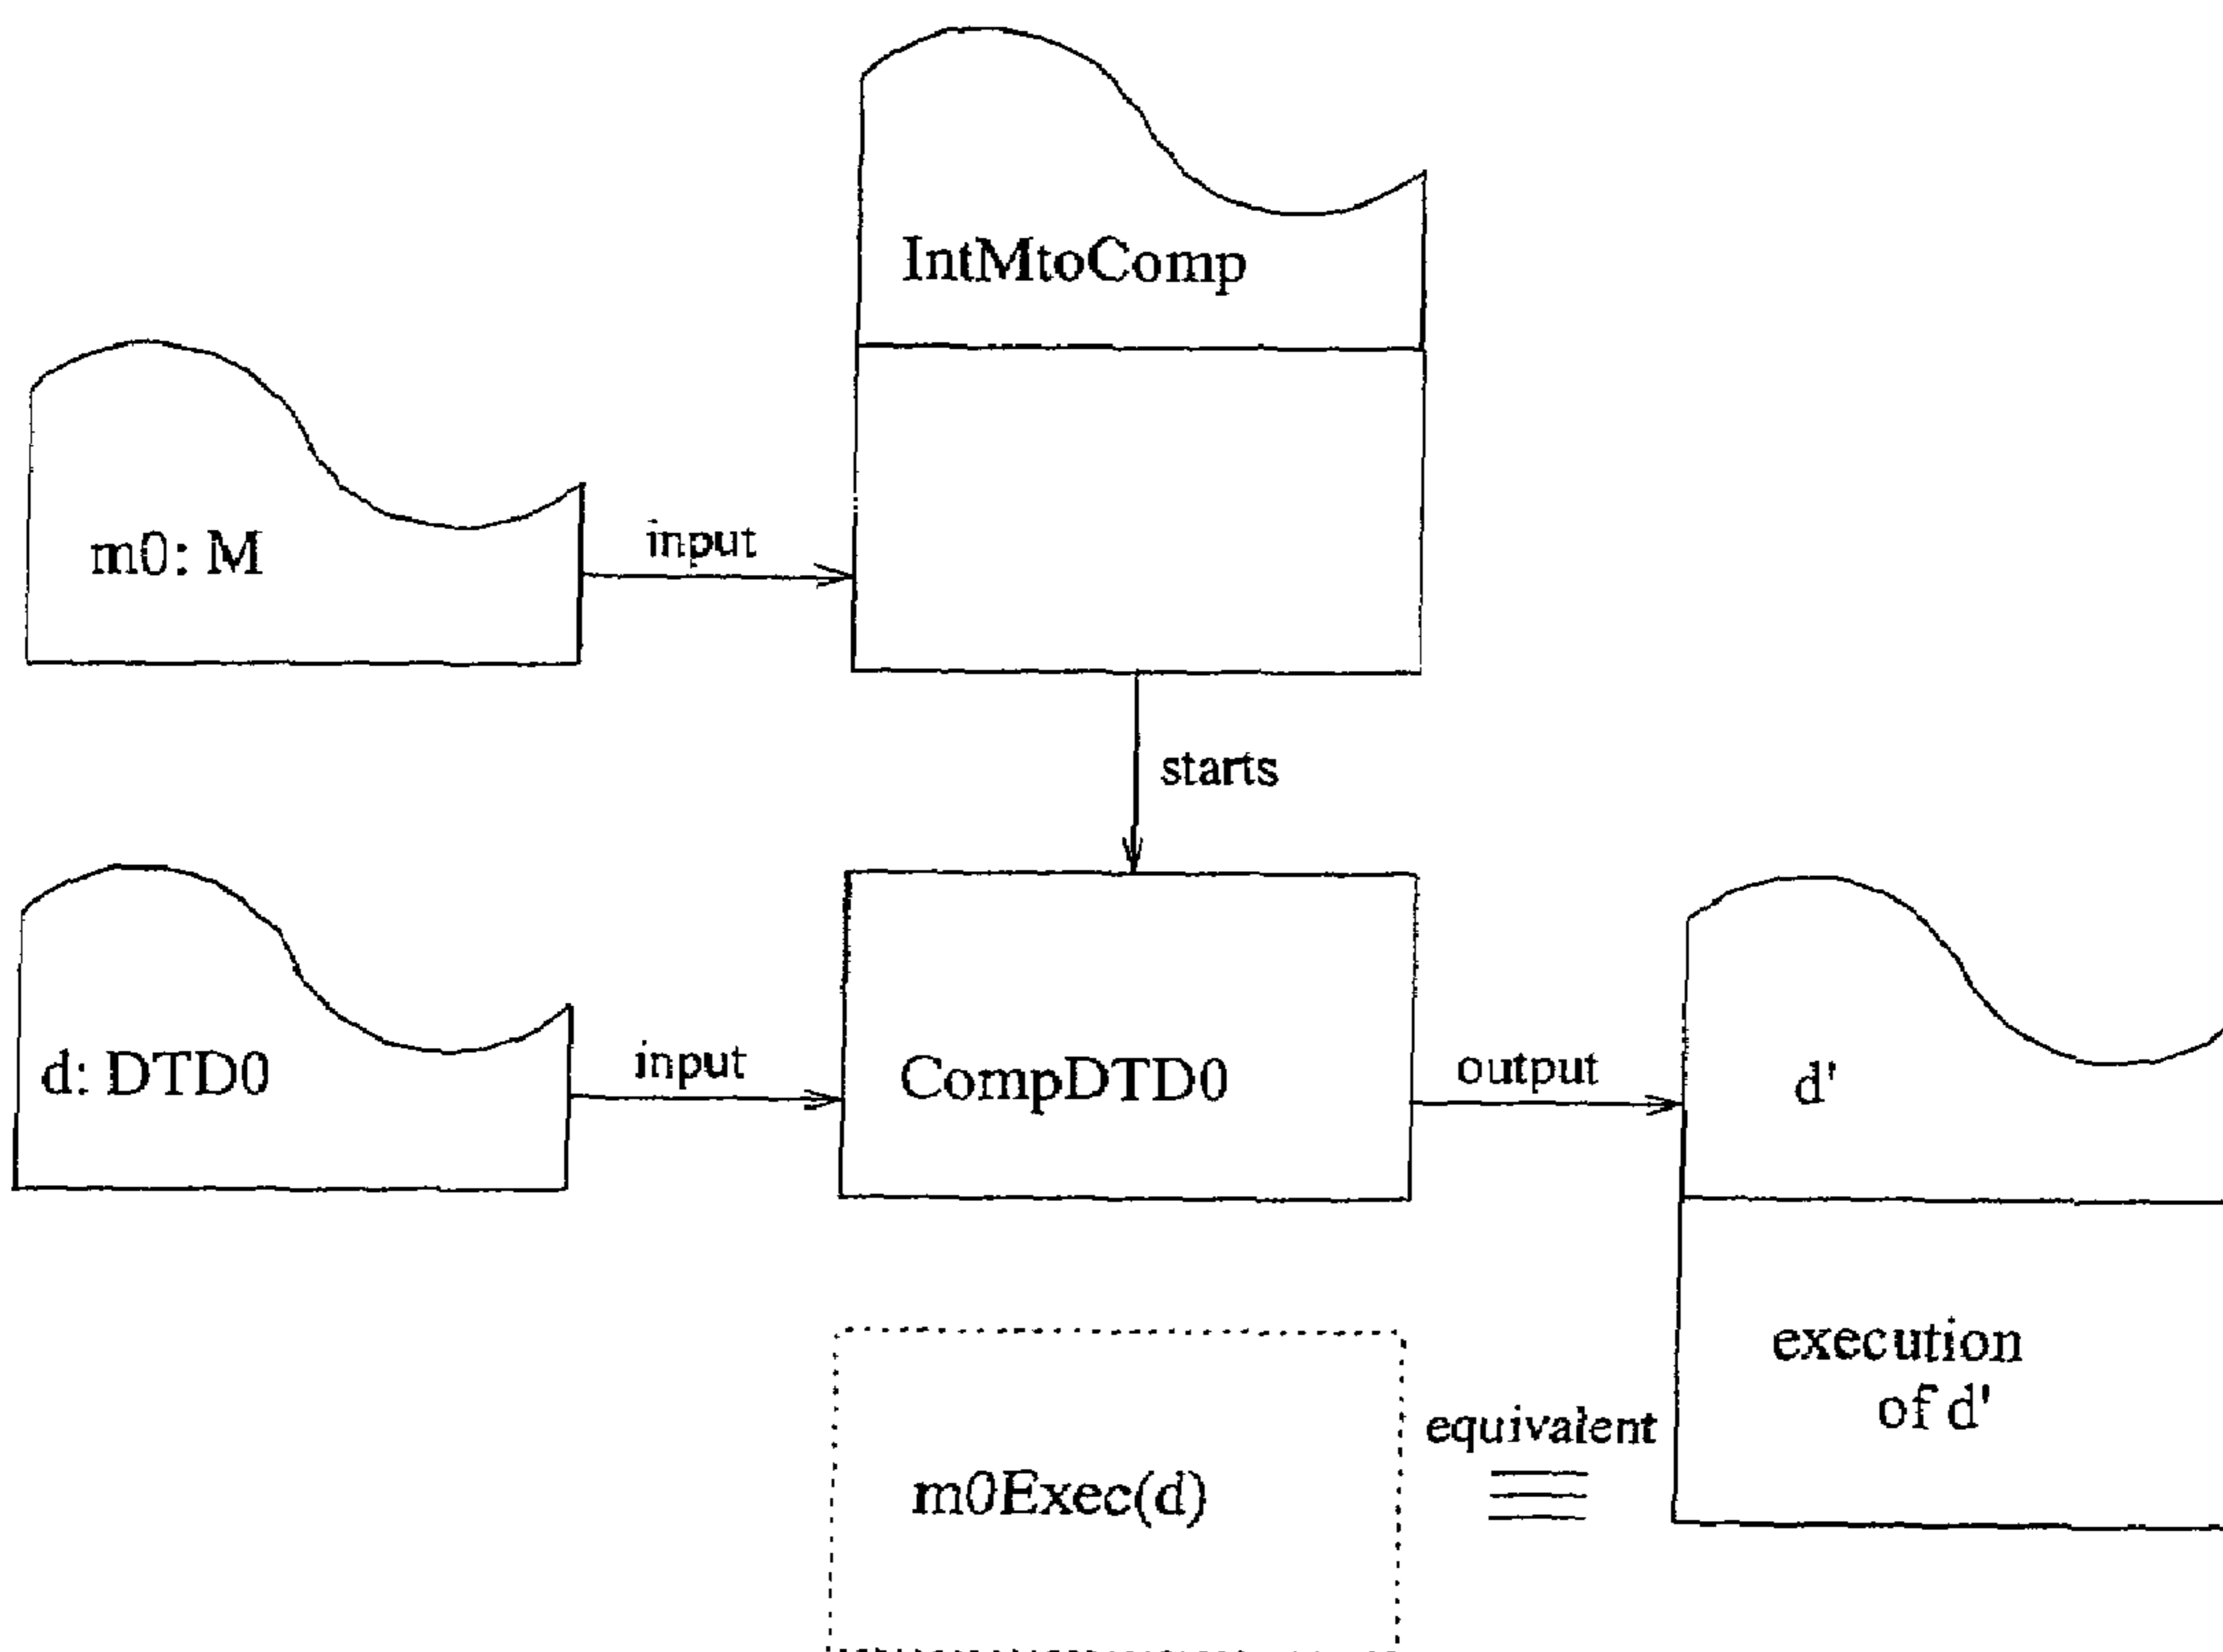 IntMtoComp
m0: M
input
starts
d: DTD0
input
CompDTD0
output
d'
execution
of d'
equivalent
m0Exec(d)